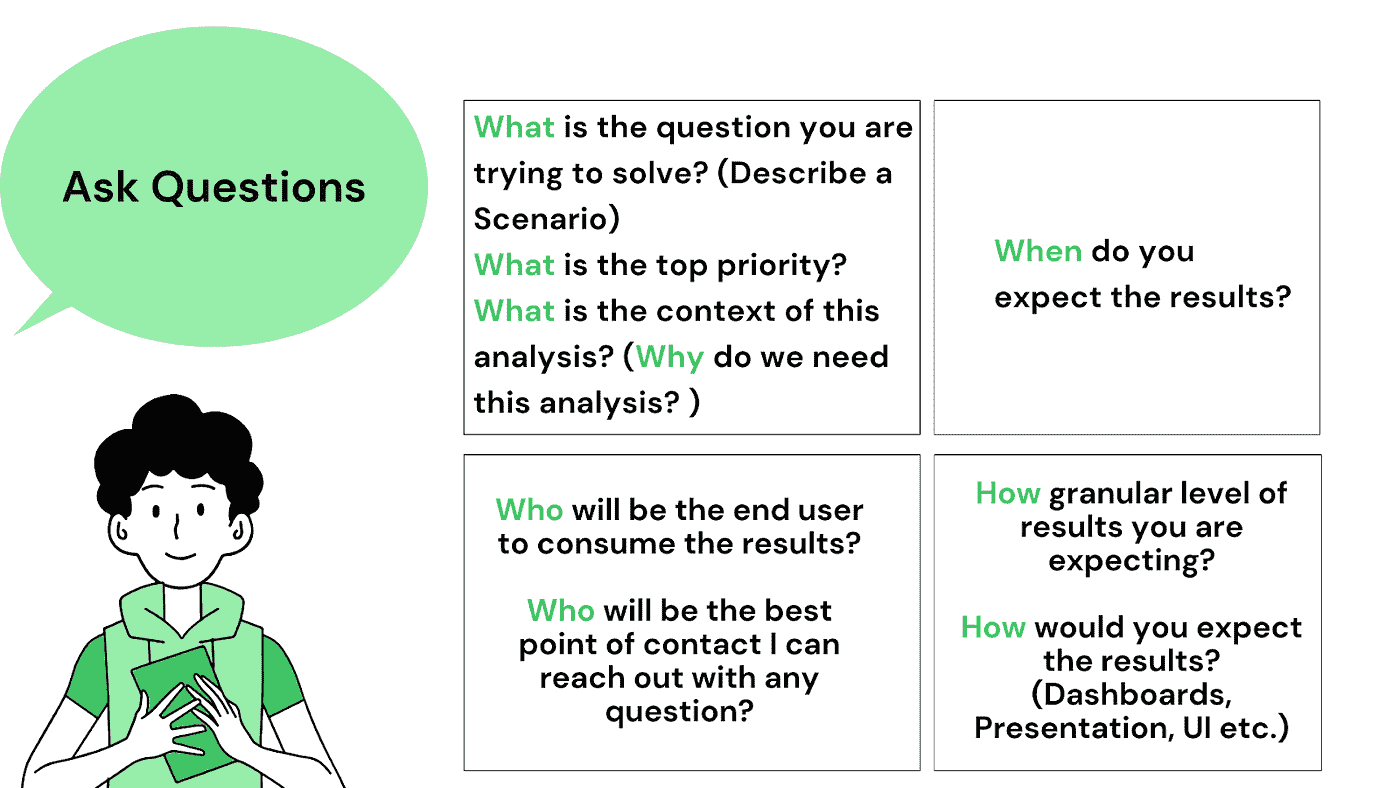 Ask Questions
What is the question you are
trying to solve? (Describe a
Scenario)
What is the top priority?
What is the context of this
analysis? (Why do we need
this analysis? )
When do you
expect the results?
Who will be the end user
to consume the results?
Who will be the best
point of contact I can
reach out with any
question?
How granular level of
results you are
expecting?
How would you expect
the results?
(Dashboards,
Presentation, UI etc.)